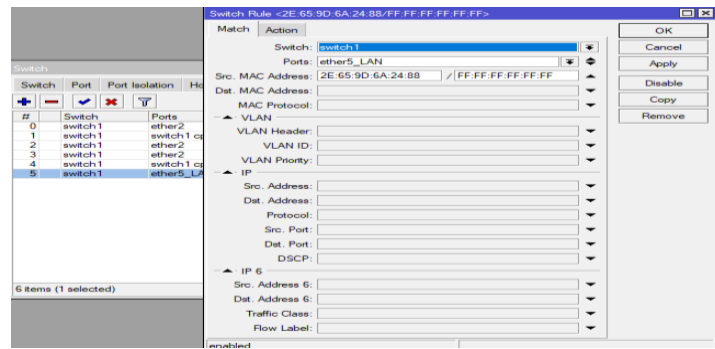 Switch Rule <2E:65:9D:6A:24:88/FF:FF:FF:FF:FF:FF>
Match Action
OK
Cancel
Apply
Disable
Copy
Remove
Switch: switch1
Ports: ether5_LAN
Src. MAC Address: 2E:65:9D:6A:24:88 / FF:FF:FF:FF:FF:FF
Dst. MAC Address:
MAC Protocol:
VLAN
VLAN Header:
VLAN ID:
VLAN Priority:
IP
Src. Address:
Dst. Address:
Protocol:
Src. Port:
Dst. Port:
DSCP:
IP 6
Src. Address 6:
Dst. Address 6:
Traffic Class:
Flow Label:
enabled
Switch
Switch Port Port Isolation Ho
# Switch Ports
0 switch1 ether2
1 switch1 switch1 cp
2 switch1 ether2
3 switch1 ether2
4 switch1 switch1 cp
5 switch1 ether5_LA
6 items (1 selected)